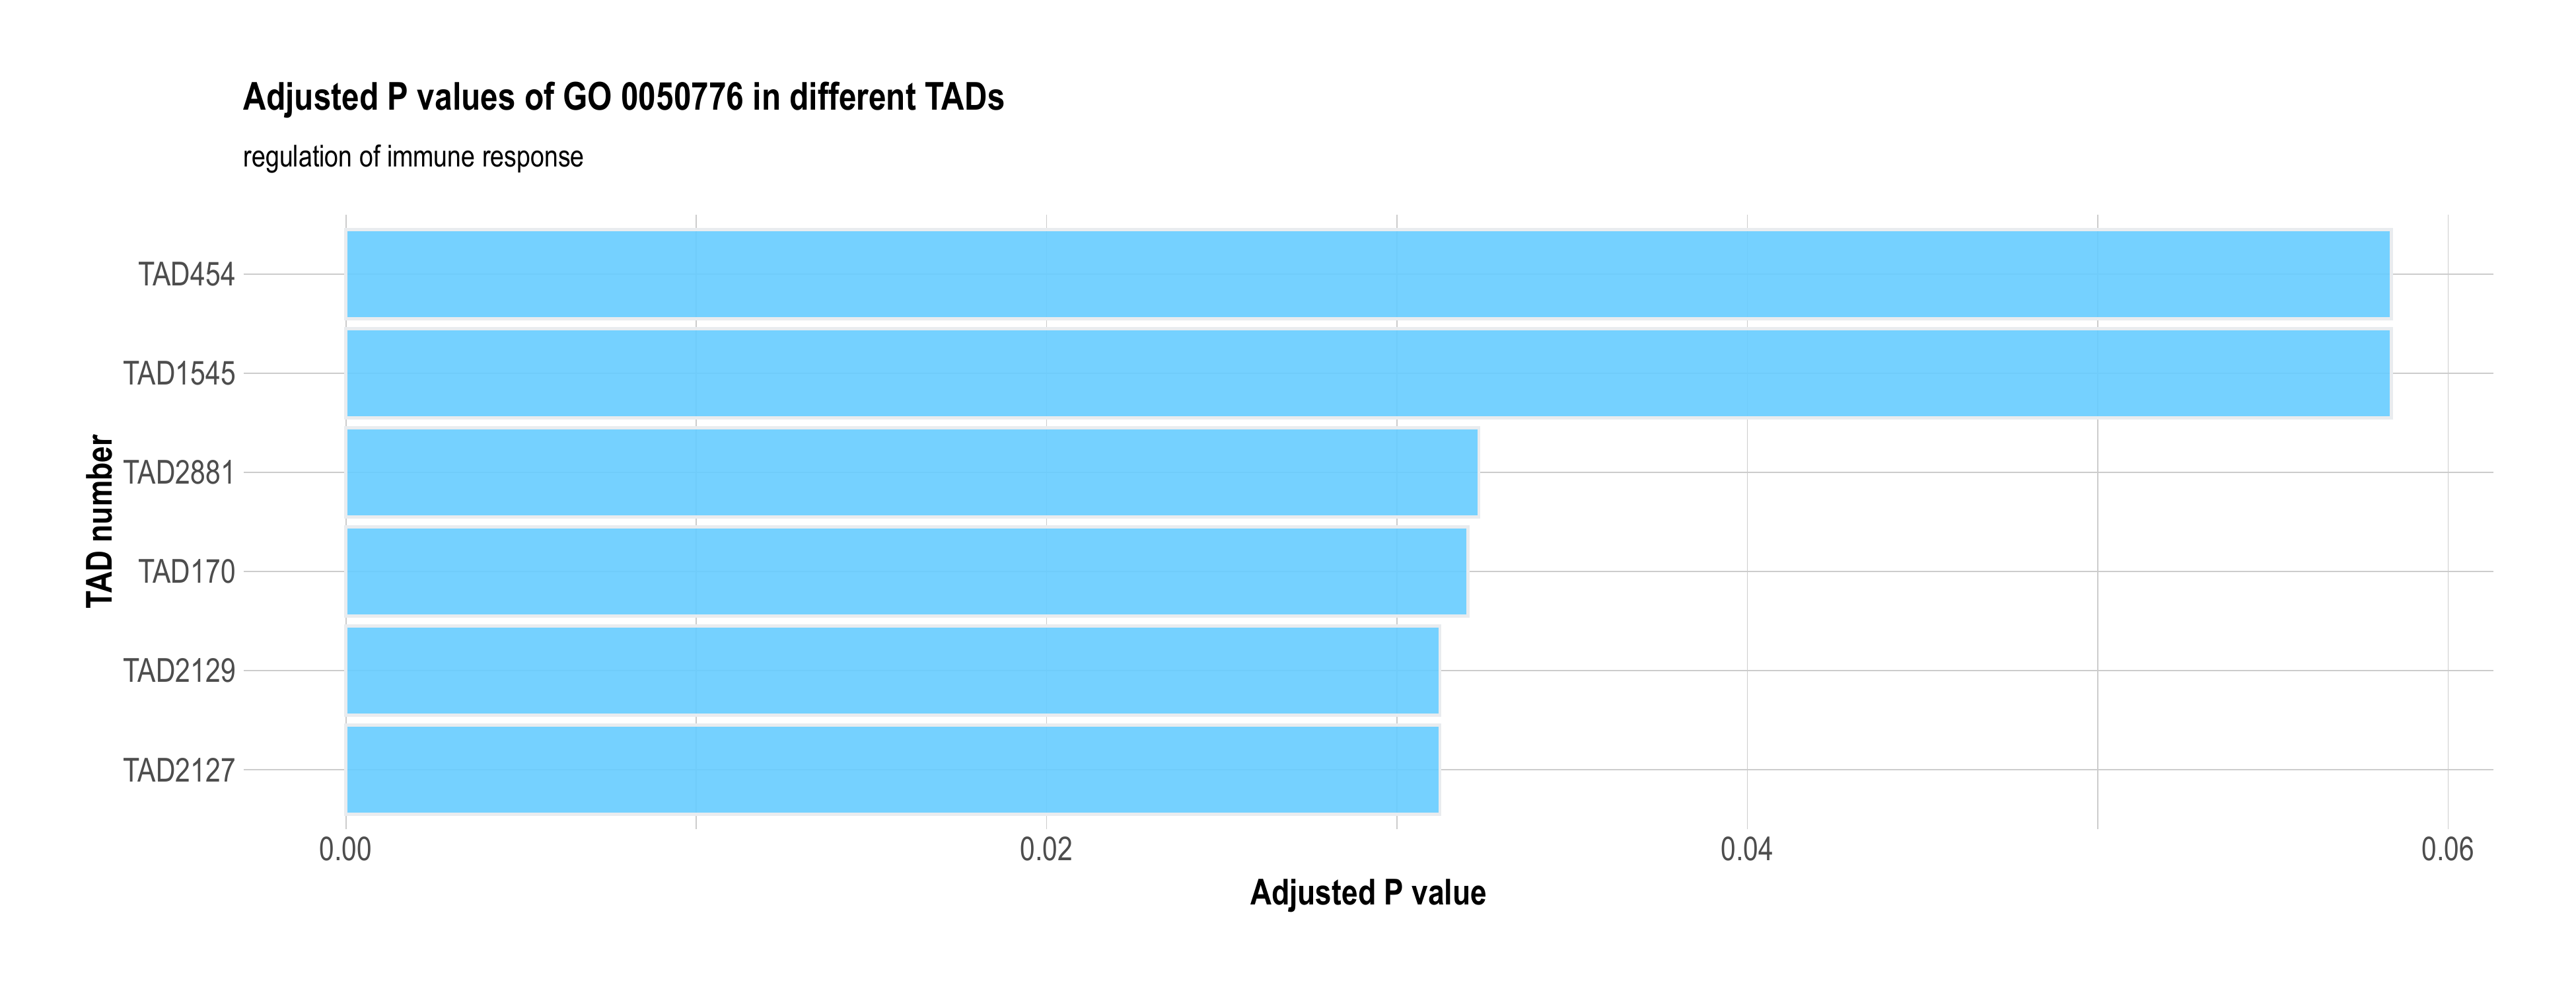 Adjusted P values of GO 0050776 in different TADs
regulation of immune response
TAD number
TAD454
TAD1545
TAD2881
TAD170
TAD2129
TAD2127
0.00 0.02 0.04 0.06
Adjusted P value